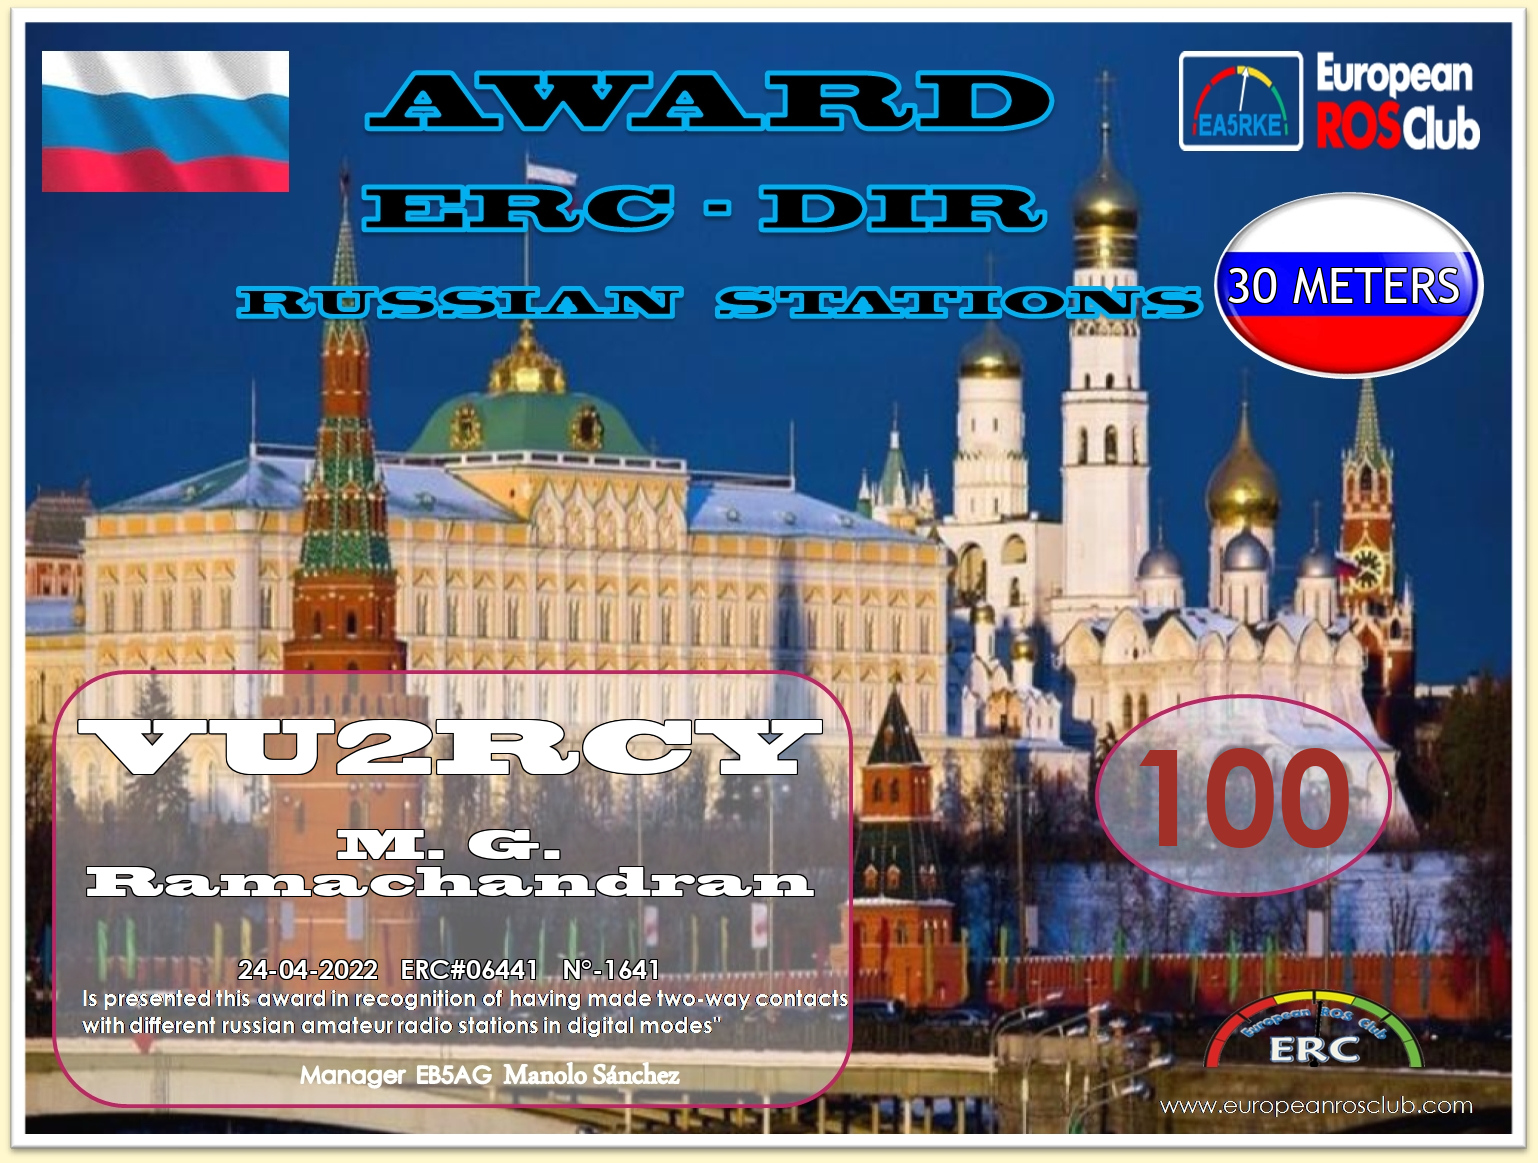 AWARD
European
ROSClub
EA5RKE
ERC - DIR
RUSSIAN STATIONS
30 METERS
VU2RCY
M. G.
Ramachandran
100
24-04-2022 ERC#06441 N°-1641
Is presented this award in recognition of having made two-way contacts
with different russian amateur radio stations in digital modes"
Manager EB5AG Manolo Sánchez
European ROS Club
ERC
www.europeanrosclub.com